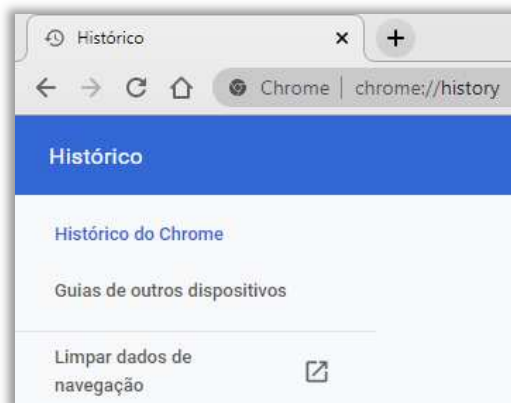 Histórico
Chrome | chrome://history
Histórico
Histórico do Chrome
Guias de outros dispositivos
Limpar dados de
navegação